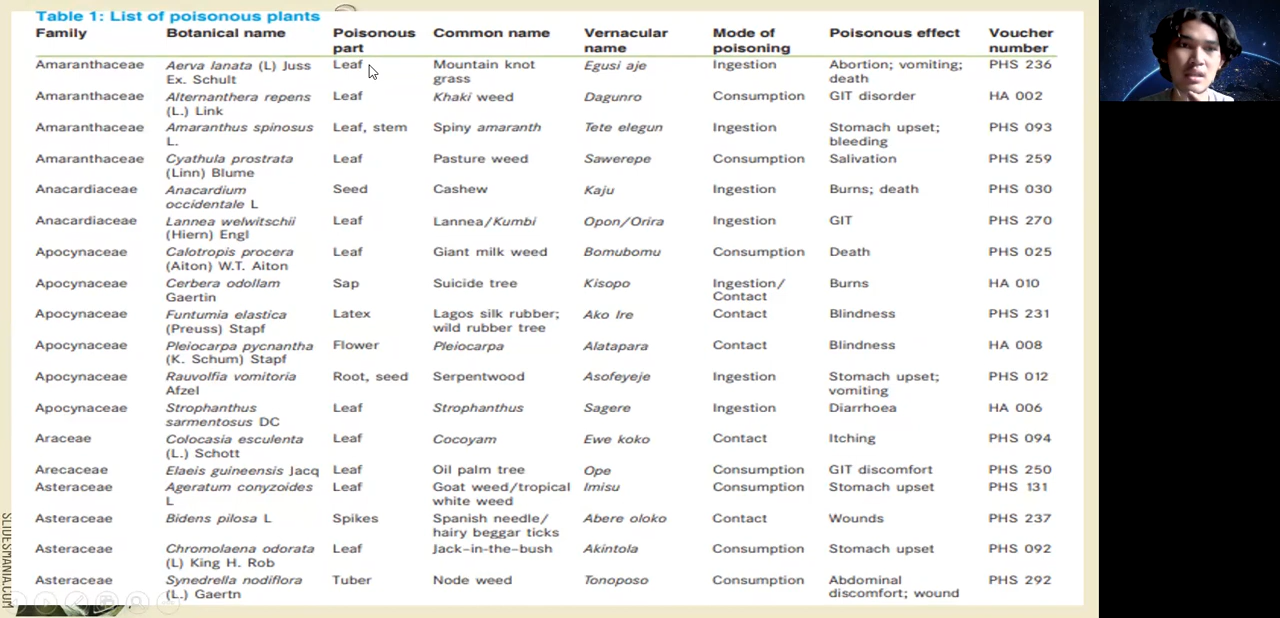 Table 1: List of poisonous plants
Family Botanical name Poisonous part Common name Vernacular name Mode of poisoning Poisonous effect Voucher number
Amaranthaceae Aerva lanata (L) Juss Ex. Schult Leaf Mountain knot grass Egusi aje Ingestion Abortion; vomiting; death PHS 236
Amaranthaceae Alternanthera repens (L.) Link Leaf Khaki weed Dagunro Consumption GIT disorder HA 002
Amaranthaceae Amaranthus spinosus L. Leaf, stem Spiny amaranth Tete elegun Ingestion Stomach upset; bleeding PHS 093
Amaranthaceae Cyathula prostrata (Linn) Blume Leaf Pasture weed Sawerepe Consumption Salivation PHS 259
Anacardiaceae Anacardium occidentale L Seed Cashew Kaju Ingestion Burns; death PHS 030
Anacardiaceae Lannea welwitschii (Hiern) Engl Leaf Lannea/Kumbi Opon/Orira Ingestion GIT PHS 270
Apocynaceae Calotropis procera (Aiton) W.T. Aiton Leaf Giant milk weed Bomubomu Consumption Death PHS 025
Apocynaceae Cerbera odollam Gaertin Sap Suicide tree Kisopo Ingestion/ Contact Burns HA 010
Apocynaceae Funtumia elastica (Preuss) Stapf Latex Lagos silk rubber; wild rubber tree Ako Ire Contact Blindness PHS 231
Apocynaceae Pleiocarpa pycnantha (K. Schum) Stapf Flower Pleiocarpa Alatapara Contact Blindness HA 008
Apocynaceae Rauvolfia vomitoria Afzel Root, seed Serpentwood Asofeyeje Ingestion Stomach upset; vomiting PHS 012
Apocynaceae Strophanthus sarmentosus DC Leaf Strophanthus Sagere Ingestion Diarrhoea HA 006
Araceae Colocasia esculenta (L.) Schott Leaf Cocoyam Ewe koko Contact Itching PHS 094
Arecaceae Elaeis guineensis Jacq Leaf Oil palm tree Ope Consumption GIT discomfort PHS 250
Asteraceae Ageratum conyzoides L Leaf Goat weed/tropical white weed Imisu Consumption Stomach upset PHS 131
Asteraceae Bidens pilosa L Spikes Spanish needle/ hairy beggar ticks Abere oloko Contact Wounds PHS 237
Asteraceae Chromolaena odorata (L) King H. Rob Leaf Jack-in-the-bush Akintola Consumption Stomach upset PHS 092
Asteraceae Synedrella nodiflora (L.) Gaertn Tuber Node weed Tonoposo Consumption Abdominal discomfort; wound PHS 292
SLIDESMANIA.COM